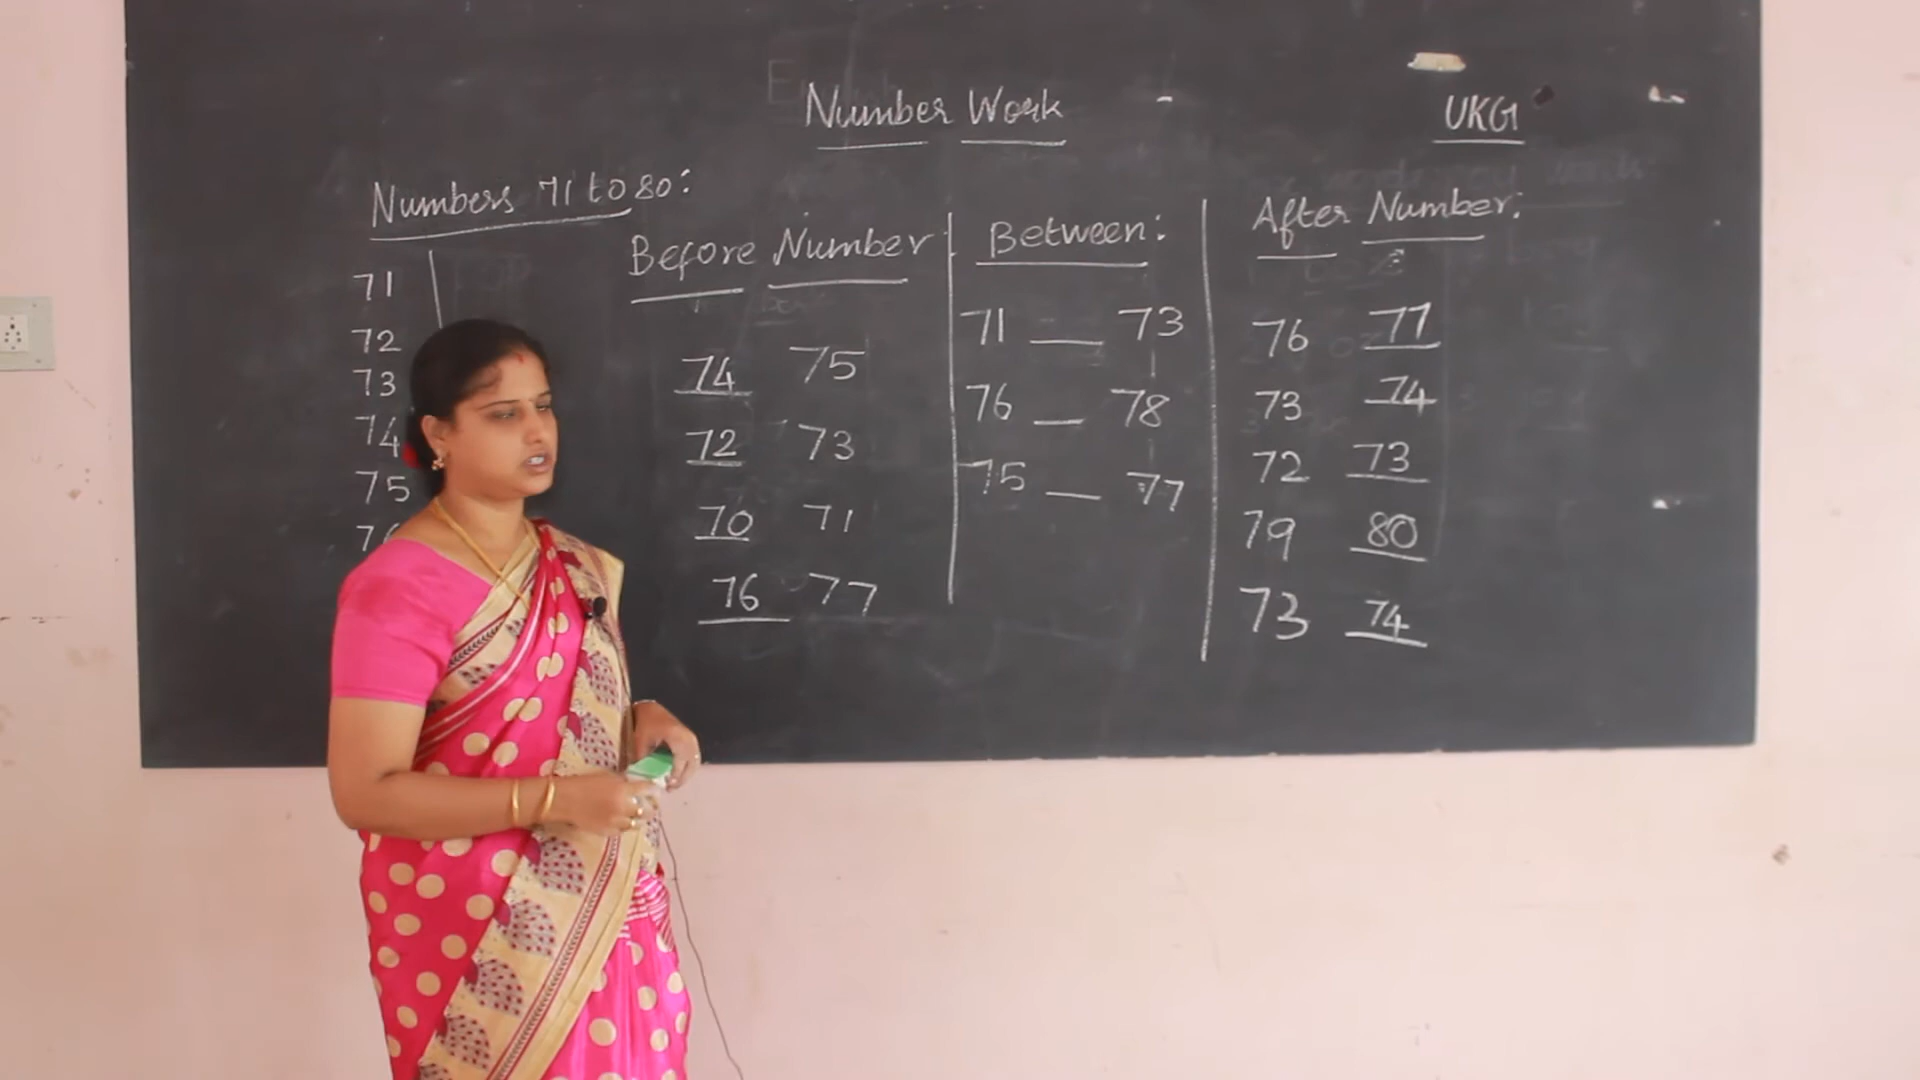 Number Work
UKG
Numbers 71 to 80:
71
72
73
74
75
Before Number
74 75
72 73
70 71
76 77
Between:
71 __ 73
76 __ 78
75 __ 77
After Number:
76 77
73 74
72 73
79 80
73 74